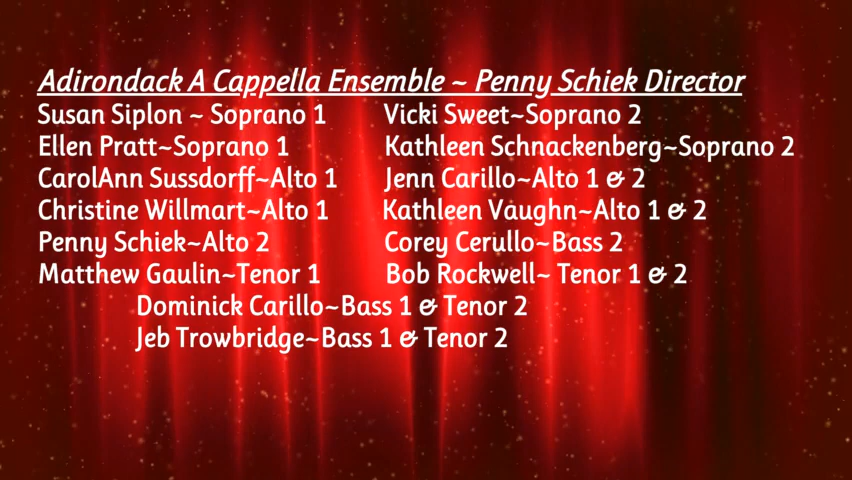 Adirondack A Cappella Ensemble ~ Penny Schiek Director
Susan Siplon ~ Soprano 1 Vicki Sweet~Soprano 2
Ellen Pratt~Soprano 1 Kathleen Schnackenberg~Soprano 2
CarolAnn Sussdorff~Alto 1 Jenn Carillo~Alto 1 & 2
Christine Willmart~Alto 1 Kathleen Vaughn~Alto 1 & 2
Penny Schiek~Alto 2 Corey Cerullo~Bass 2
Matthew Gaulin~Tenor 1 Bob Rockwell~ Tenor 1 & 2
Dominick Carillo~Bass 1 & Tenor 2
Jeb Trowbridge~Bass 1 & Tenor 2